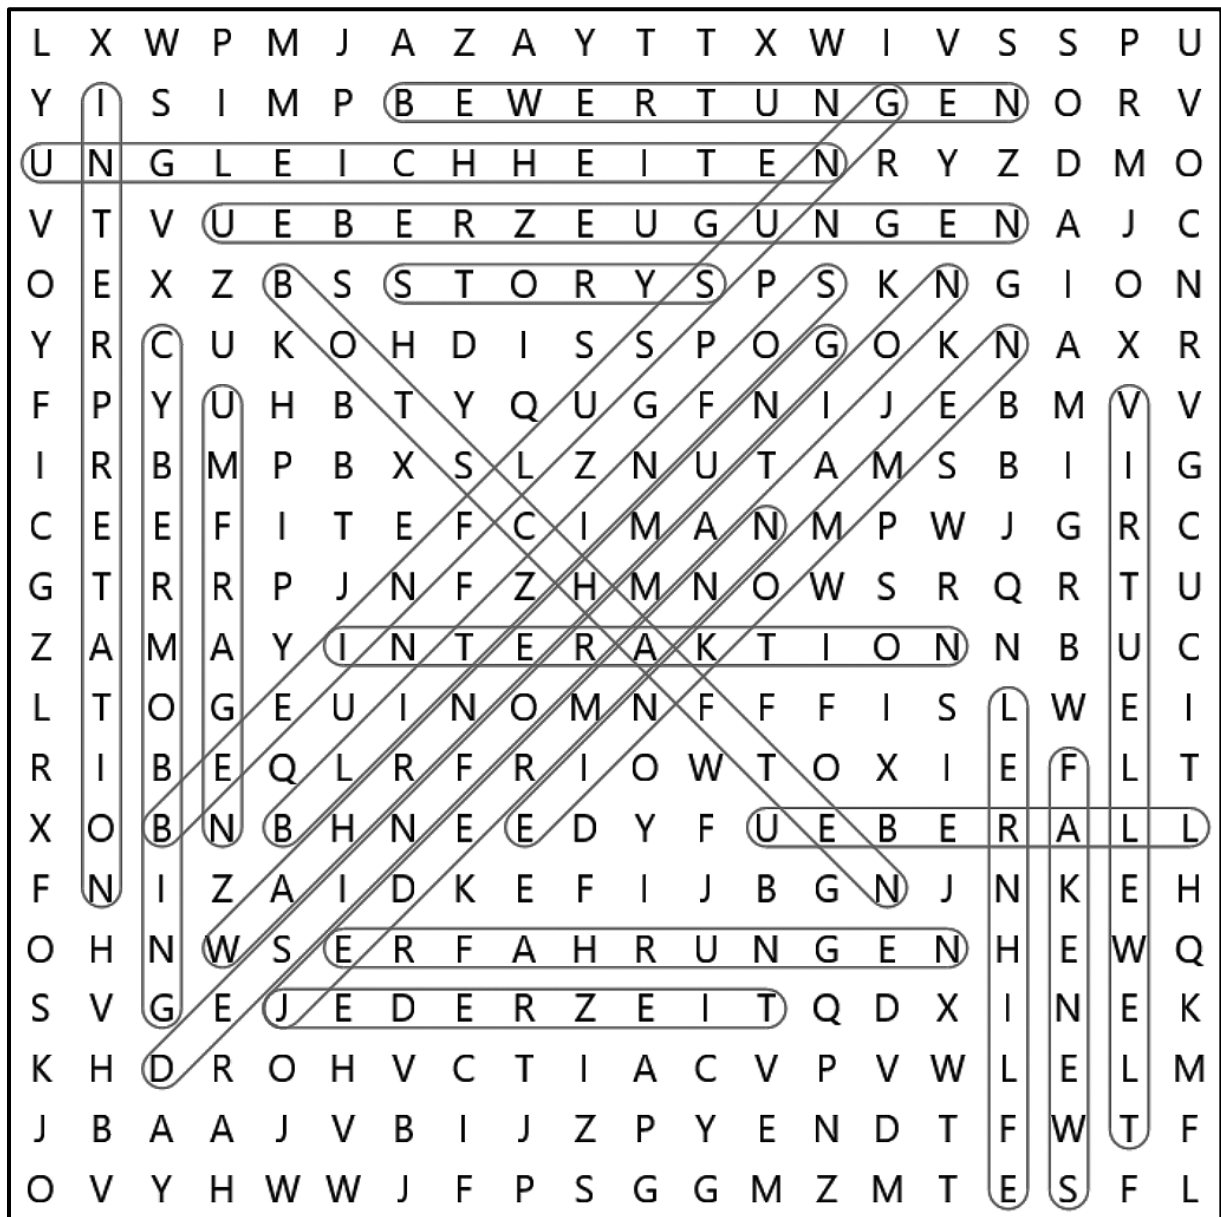 L X W P M J A Z A Y T T X W I V S S P U
Y I S I M P B E W E R T U N G E N O R V
U N G L E I C H H E I T E N R Y Z D M O
V T V U E B E R Z E U G U N G E N A J C
O E X Z B S S T O R Y S P S K N G I O N
Y R C U K O H D I S S P O G O K N A X R
F P Y U H B T Y Q U G F N I J E B M V V
I R B M P B X S L Z N U T A M S B I I G
C E E F I T E F C I M A N M P W J G R C
G T R R P J N F Z H M N O W S R Q R T U
Z A M A Y I N T E R A K T I O N N B U C
L T O G E U I N O M N F F F I S L W E I
R I B E Q L R F R I O W T O X I E F L T
X O B N B H N E E D Y F U E B E R A L L
F N I Z A I D K E F I J B G N J N K E H
O H N W S E R F A H R U N G E N H E W Q
S V G E J E D E R Z E I T Q D X I N E K
K H D R O H V C T I A C V P V W L E L M
J B A A J V B I J Z P Y E N D T F W T F
O V Y H W W J F P S G G M Z M T E S F L